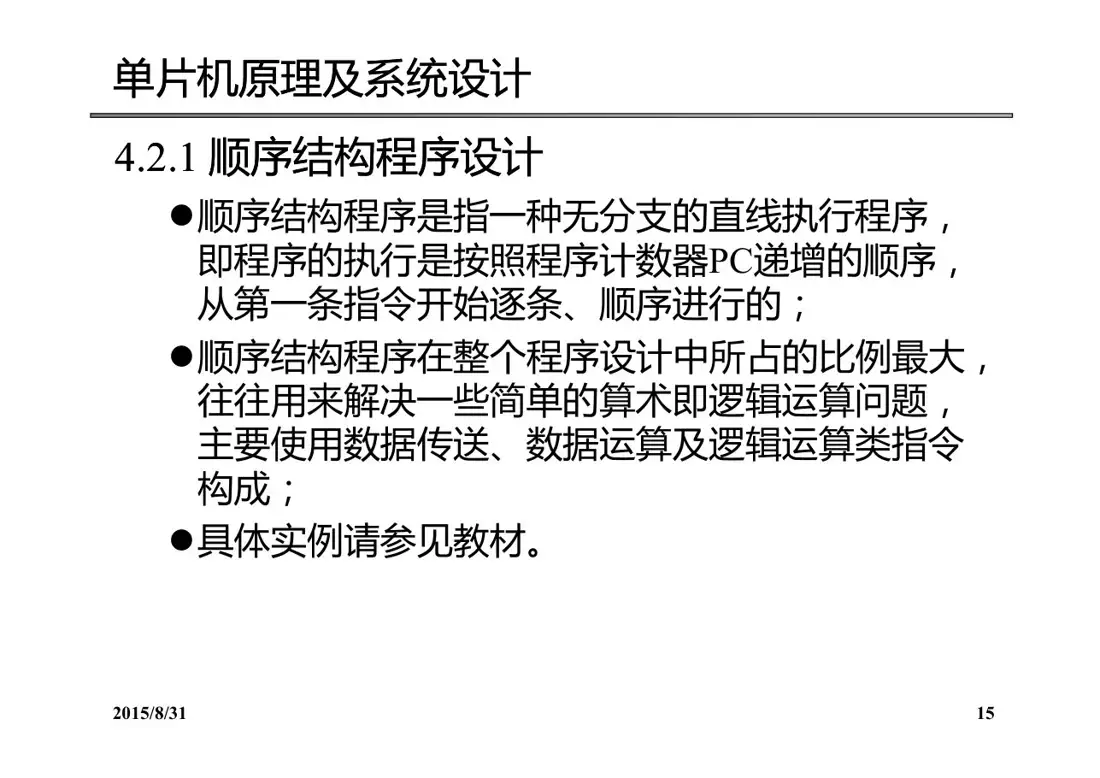 单片机原理及系统设计
4.2.1 顺序结构程序设计
●顺序结构程序是指一种无分支的直线执行程序，
即程序的执行是按照程序计数器PC递增的顺序，
从第一条指令开始逐条、顺序进行的；
●顺序结构程序在整个程序设计中所占的比例最大，
往往用来解决一些简单的算术即逻辑运算问题，
主要使用数据传送、数据运算及逻辑运算类指令
构成；
●具体实例请参见教材。
2015/8/31
15